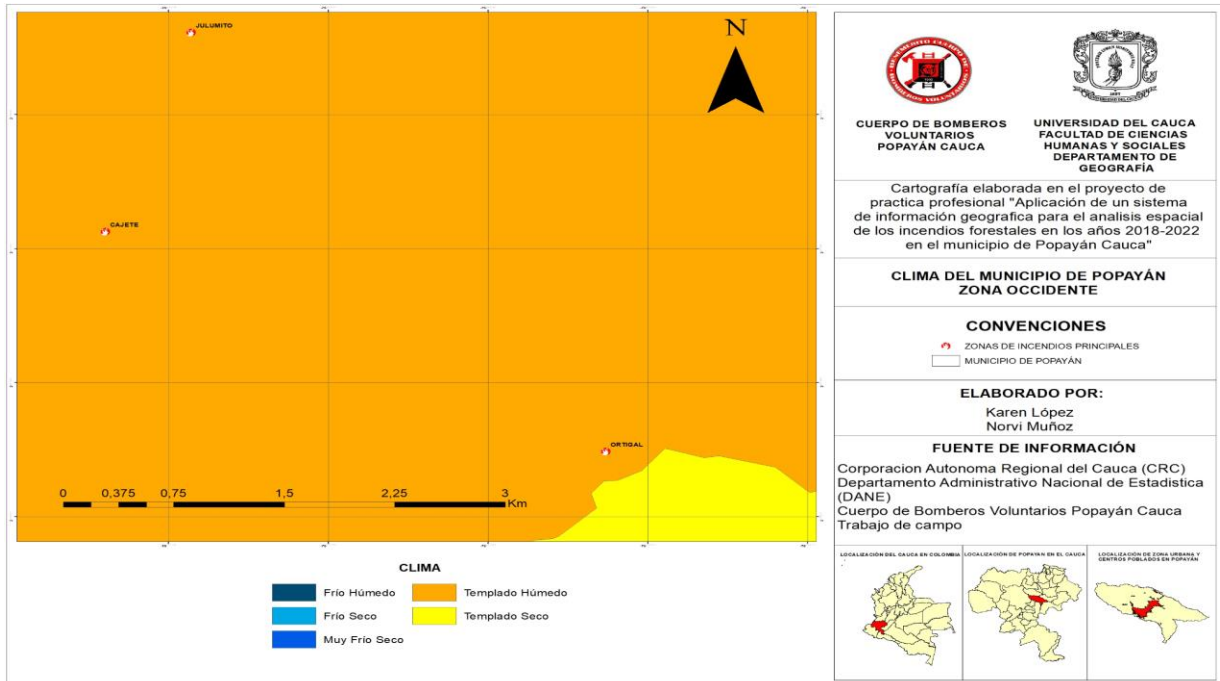 JULUMITO
N
CAJETE
ORTIGAL
0 0,375 0,75 1,5 2,25 3
Km
CLIMA
Frío Húmedo
Frío Seco
Muy Frío Seco
Templado Húmedo
Templado Seco
CUERPO DE BOMBEROS
VOLUNTARIOS
POPAYÁN CAUCA
UNIVERSIDAD DEL CAUCA
FACULTAD DE CIENCIAS
HUMANAS Y SOCIALES
DEPARTAMENTO DE
GEOGRAFÍA
Cartografía elaborada en el proyecto de
practica profesional "Aplicación de un sistema
de información geografica para el analisis espacial
de los incendios forestales en los años 2018-2022
en el municipio de Popayán Cauca"
CLIMA DEL MUNICIPIO DE POPAYÁN
ZONA OCCIDENTE
CONVENCIONES
ZONAS DE INCENDIOS PRINCIPALES
MUNICIPIO DE POPAYÁN
ELABORADO POR:
Karen López
Norvi Muñoz
FUENTE DE INFORMACIÓN
Corporacion Autonoma Regional del Cauca (CRC)
Departamento Administrativo Nacional de Estadistica
(DANE)
Cuerpo de Bomberos Voluntarios Popayán Cauca
Trabajo de campo
LOCALIZACIÓN DEL CAUCA EN COLOMBIA
LOCALIZACIÓN DE POPAYAN EN EL CAUCA
LOCALIZACIÓN DE ZONA URBANA Y
CENTROS POBLADOS EN POPAYÁN